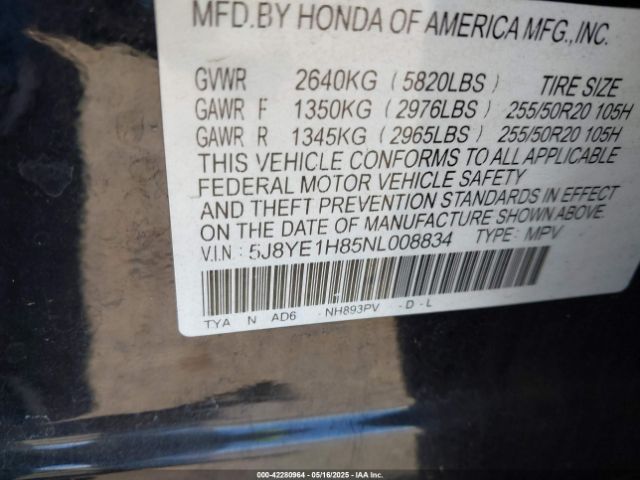 MFD.BY HONDA OF AMERICA MFG.,INC.
GVWR 2640KG (5820LBS) TIRE SIZE
GAWR F 1350KG (2976LBS) 255/50R20 105H
GAWR R 1345KG (2965LBS) 255/50R20 105H
THIS VEHICLE CONFORMS TO ALL APPLICABLE
FEDERAL MOTOR VEHICLE SAFETY
AND THEFT PREVENTION STANDARDS IN EFFECT
ON THE DATE OF MANUFACTURE SHOWN ABOVE.
V.I.N: 5J8YE1H85NL008834 TYPE: MPV
TYA N AD6 -NH893PV -D-L
000-42280964 - 05/16/2025 - IAA Inc.